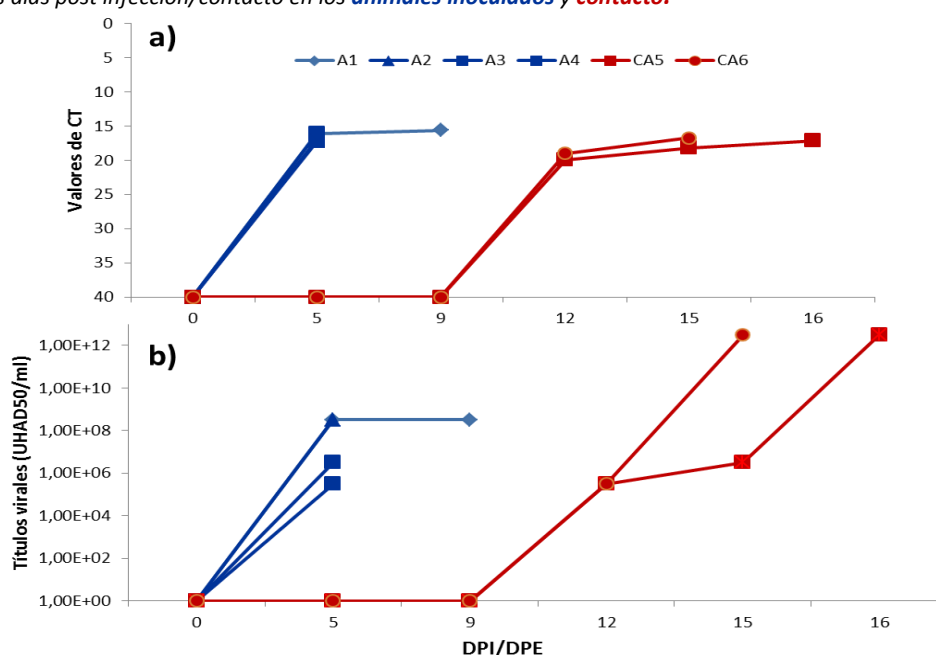 días post infección/contacto en los animales inoculados y contacto.
a)
A1 A2 A3 A4 CA5 CA6
Valores de CT
0
5
10
15
20
25
30
35
40
0 5 9 12 15 16
b)
Títulos virales (UHAD50/ml)
1,00E+12
1,00E+10
1,00E+08
1,00E+06
1,00E+04
1,00E+02
1,00E+00
0 5 9 12 15 16
DPI/DPE